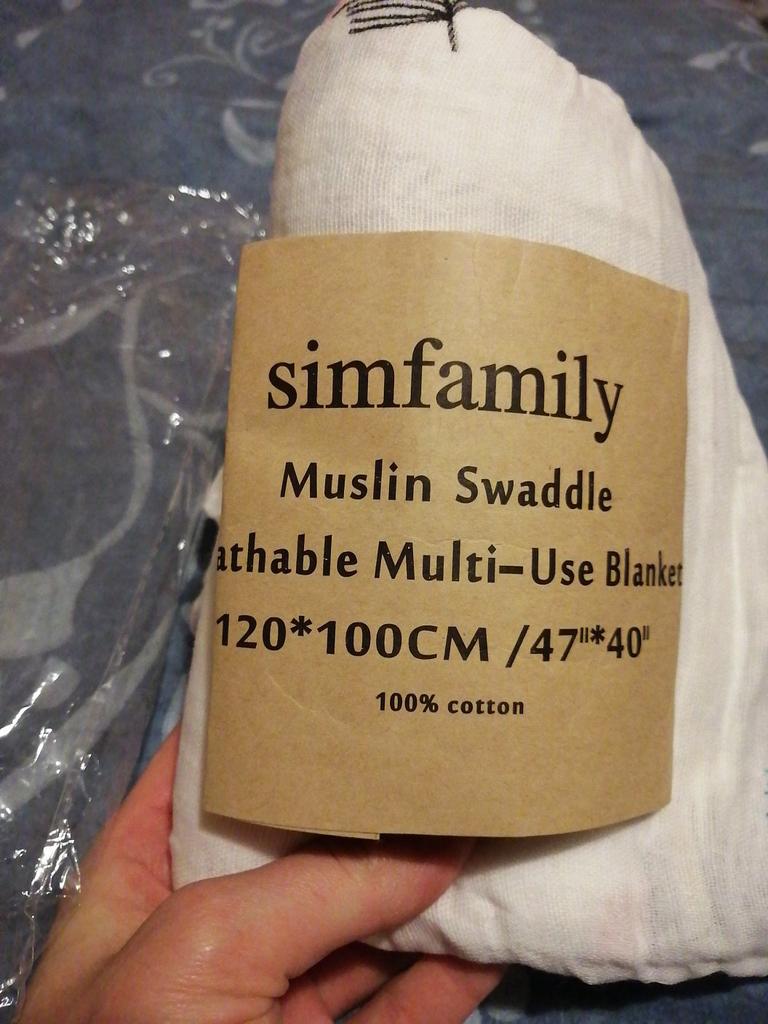 simfamily
Muslin Swaddle
athable Multi-Use Blanket
120*100CM /47"*40"
100% cotton